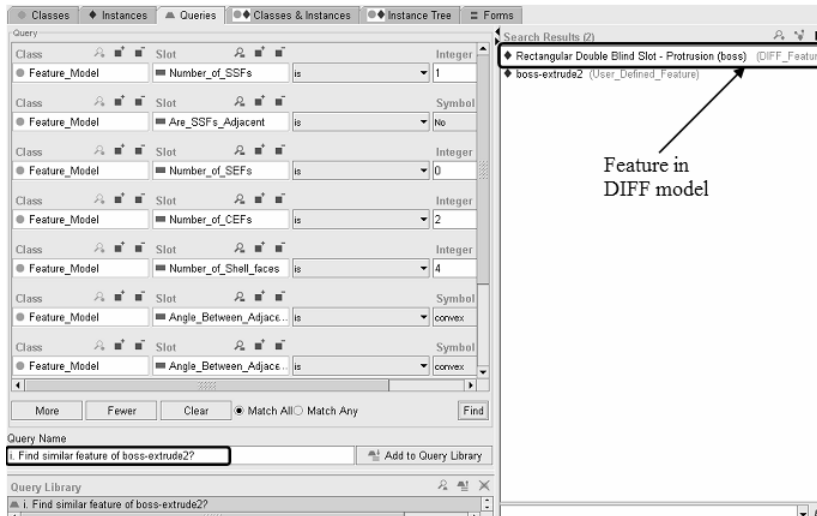 Classes Instances Queries Classes & Instances Instance Tree Forms
Query
Class Slot Integer
Feature_Model Number_of_SSFs is 1
Class Slot Symbol
Feature_Model Are_SSFs_Adjacent is No
Class Slot Integer
Feature_Model Number_of_SEFs is 0
Class Slot Integer
Feature_Model Number_of_CEFs is 2
Class Slot Integer
Feature_Model Number_of_Shell_faces is 4
Class Slot Symbol
Feature_Model Angle_Between_Adjace... is convex
Class Slot Symbol
Feature_Model Angle_Between_Adjace... is convex
More Fewer Clear Match All Match Any Find
Query Name
i. Find similar feature of boss-extrude2?
Add to Query Library
Query Library
i. Find similar feature of boss-extrude2?
Search Results (2)
Rectangular Double Blind Slot - Protrusion (boss) (DIFF_Featur
boss-extrude2 (User_Defined_Feature)
Feature in
DIFF model